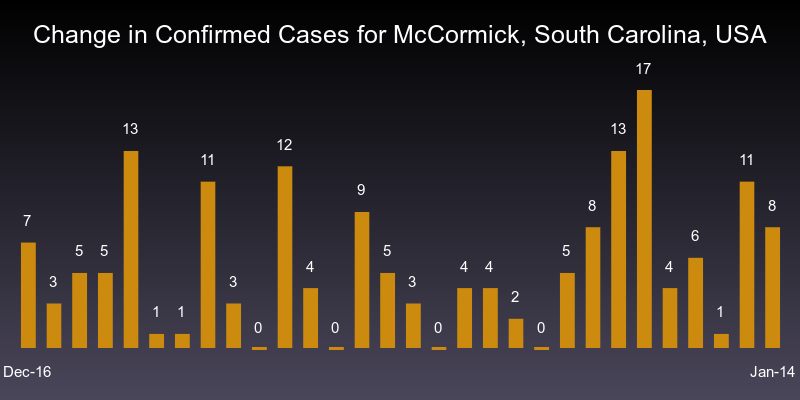 Change in Confirmed Cases for McCormick, South Carolina, USA
7 3 5 5 13 1 1 11 3 0 12 4 0 9 5 3 0 4 4 2 0 5 8 13 17 4 6 1 11 8
Dec-16 Jan-14